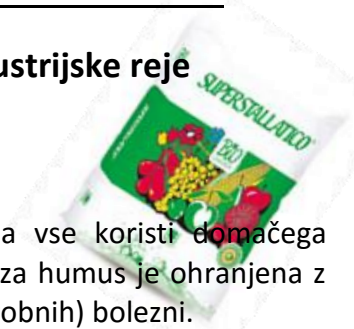 ustrijske reje
SUPERSTALLATICO
BIO
a vse koristi domačega
za humus je ohranjena z
obnih) bolezni.